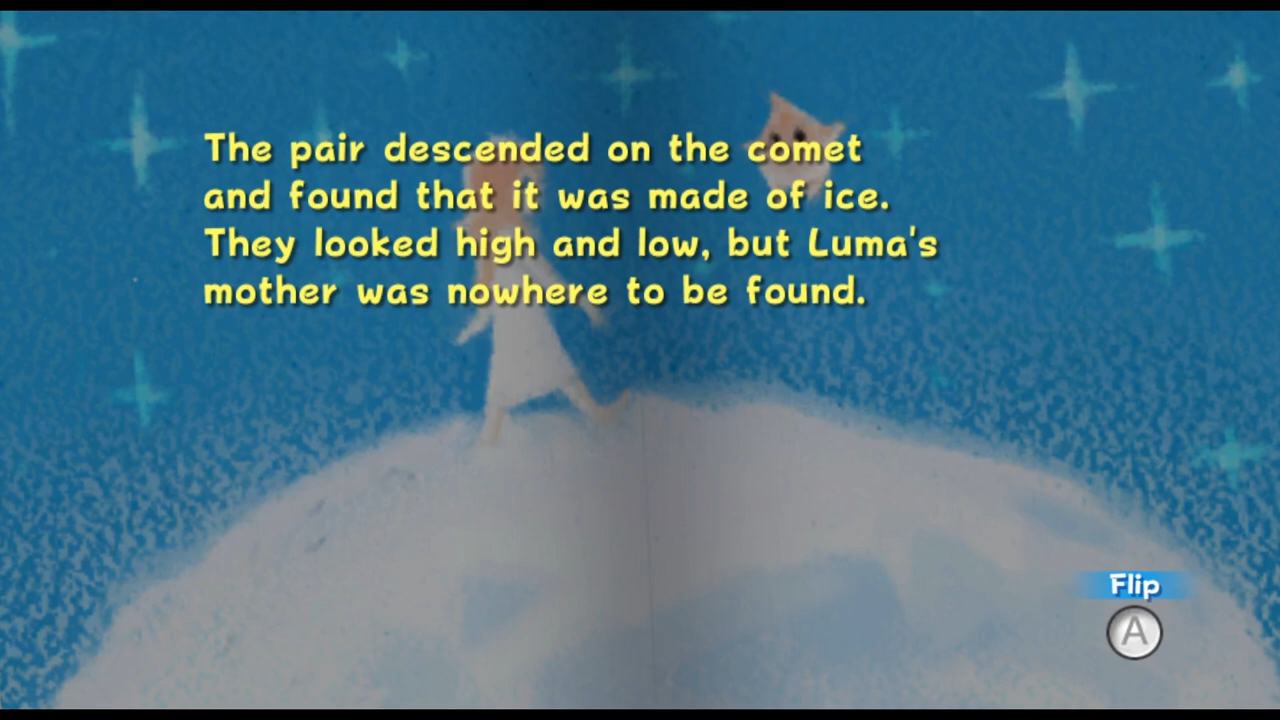 The pair descended on the comet
and found that it was made of ice.
They looked high and low, but Luma's
mother was nowhere to be found.
Flip
A